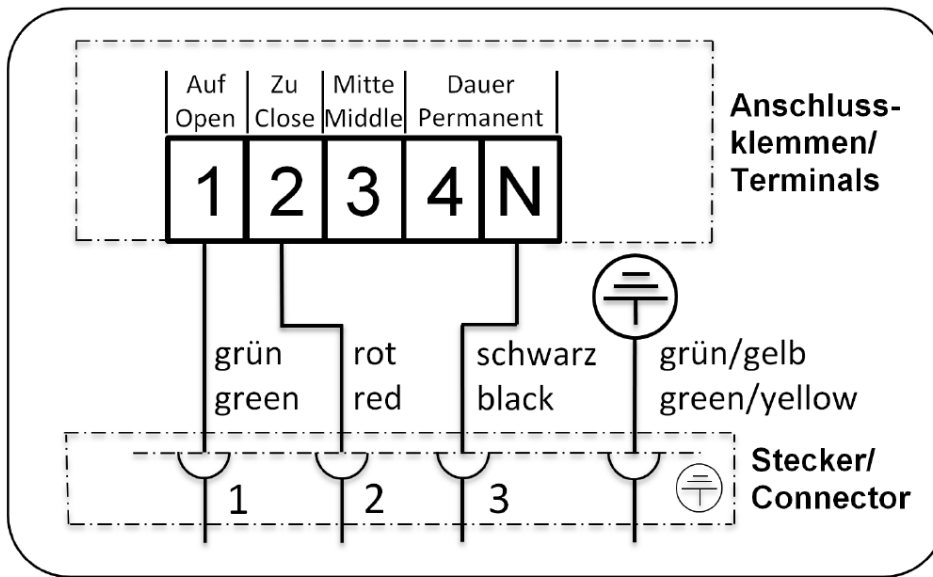 Auf Zu Mitte Dauer
Open Close Middle Permanent
Anschluss-
klemmen/
Terminals
1 2 3 4 N
grün rot schwarz grün/gelb
green red black green/yellow
Stecker/
Connector
1 2 3